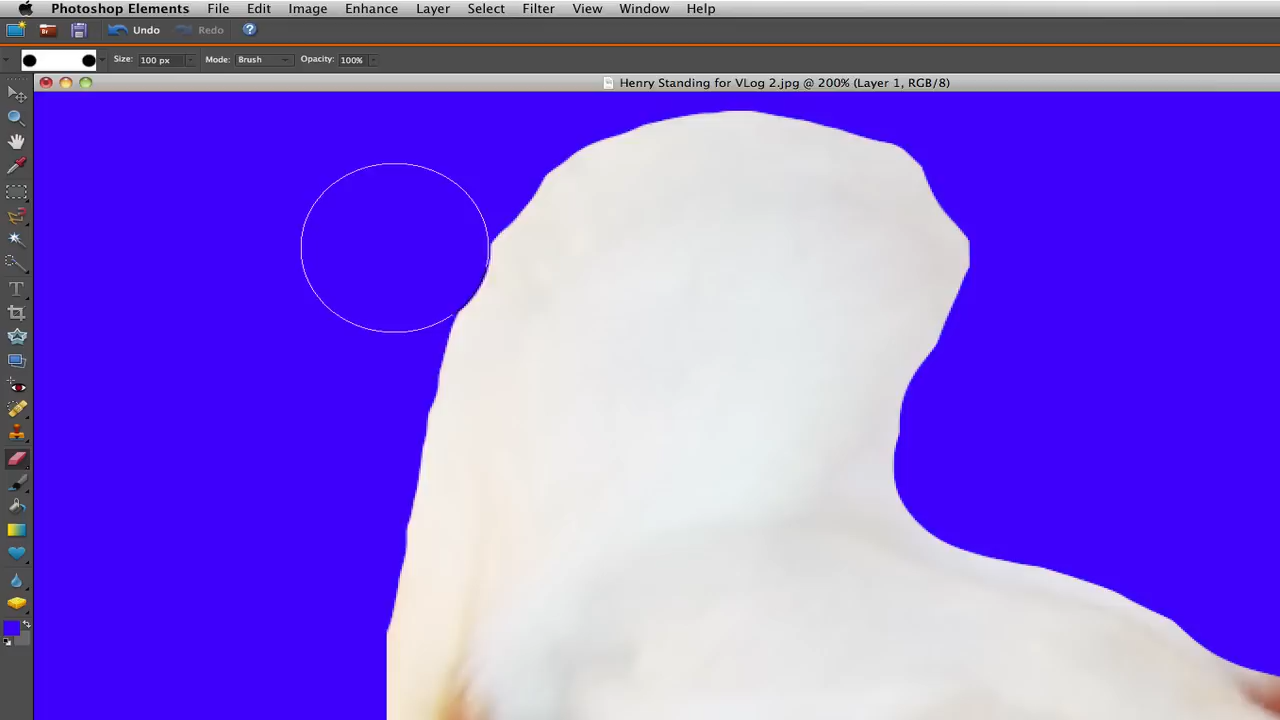 Photoshop Elements File Edit Image Enhance Layer Select Filter View Window Help
Br Undo Redo ?
Size: 100 px Mode: Brush Opacity: 100%
Henry Standing for VLog 2.jpg @ 200% (Layer 1, RGB/8)
T